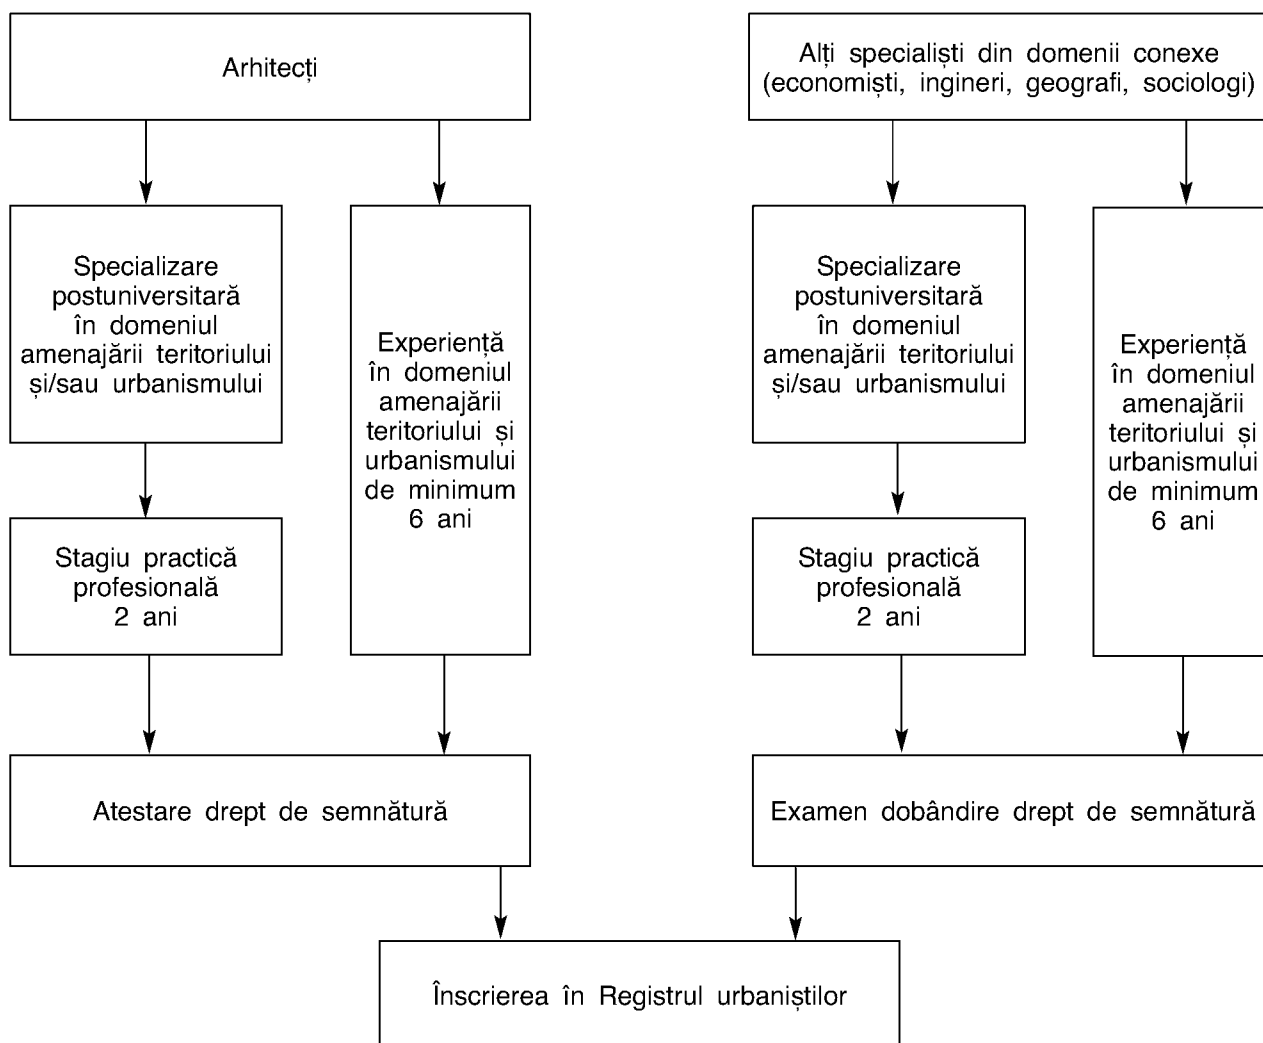 Arhitecți
Alți specialiști din domenii conexe
(economiști, ingineri, geografi, sociologi)
Specializare
postuniversitară
în domeniul
amenajării teritoriului
și/sau urbanismului
Experiență
în domeniul
amenajării
teritoriului și
urbanismului
de minimum
6 ani
Specializare
postuniversitară
în domeniul
amenajării teritoriului
și/sau urbanismului
Experiență
în domeniul
amenajării
teritoriului și
urbanismului
de minimum
6 ani
Stagiu practică
profesională
2 ani
Stagiu practică
profesională
2 ani
Atestare drept de semnătură
Examen dobândire drept de semnătură
Înscrierea în Registrul urbaniștilor